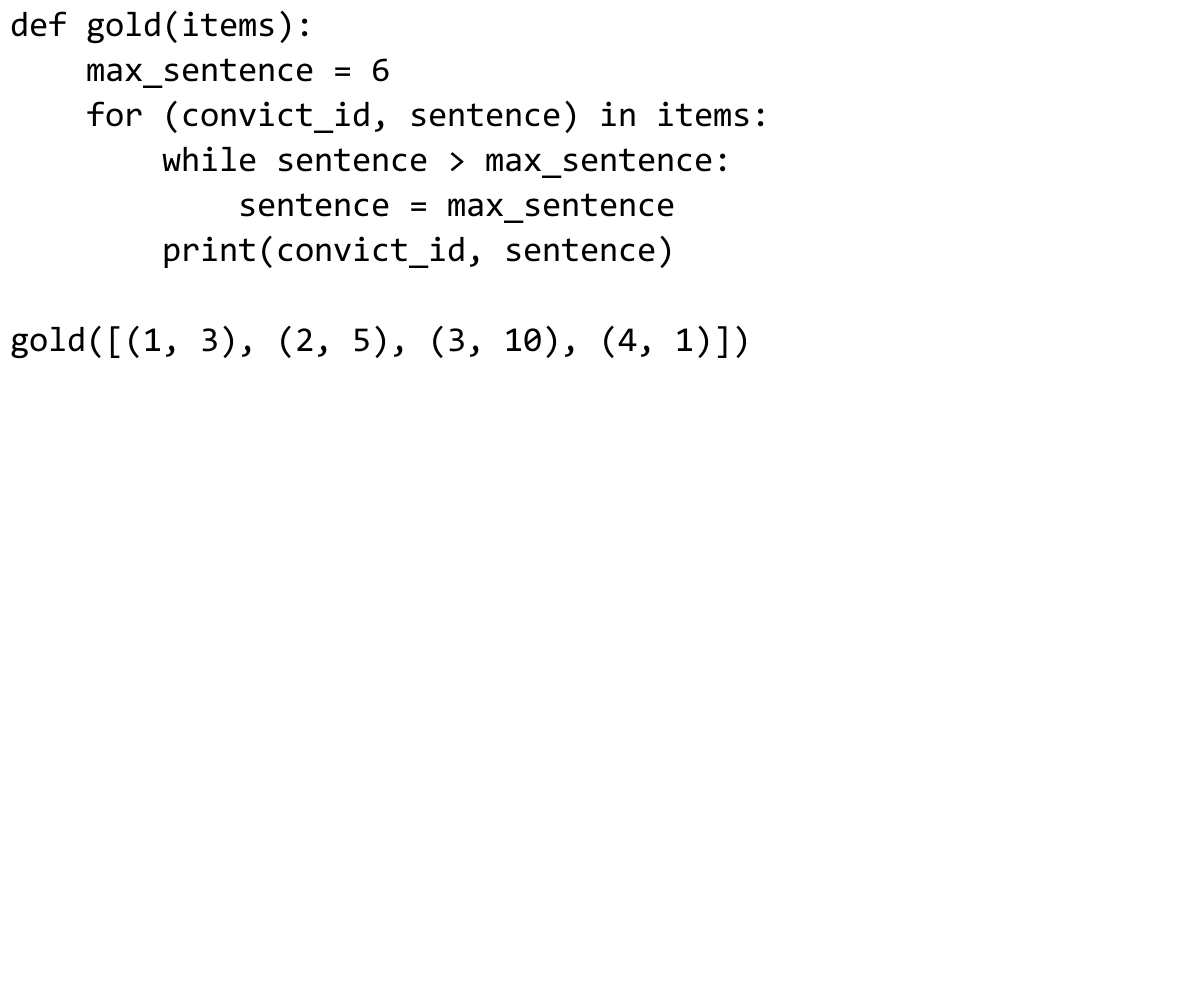 def gold(items):
    max_sentence = 6
    for (convict_id, sentence) in items:
        while sentence > max_sentence:
            sentence = max_sentence
        print(convict_id, sentence)

gold([(1, 3), (2, 5), (3, 10), (4, 1)])